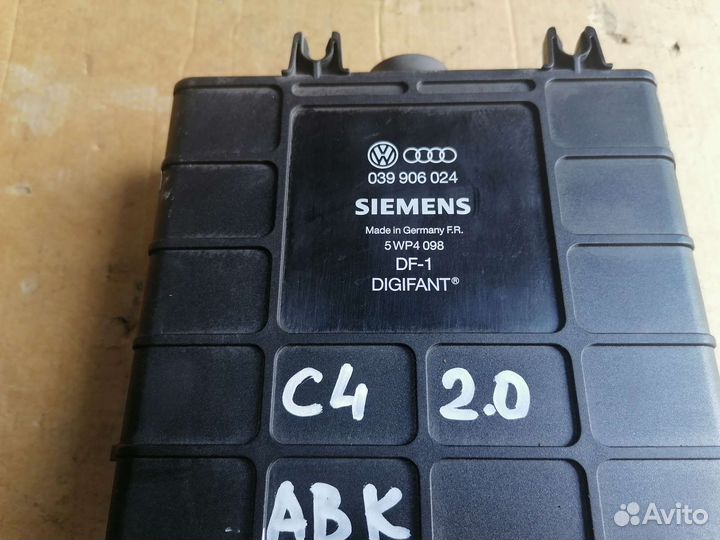 039 906 024
SIEMENS
Made in Germany F.R.
5WP4 098
DF-1
DIGIFANT®
C4 2.0
ABK
Avito